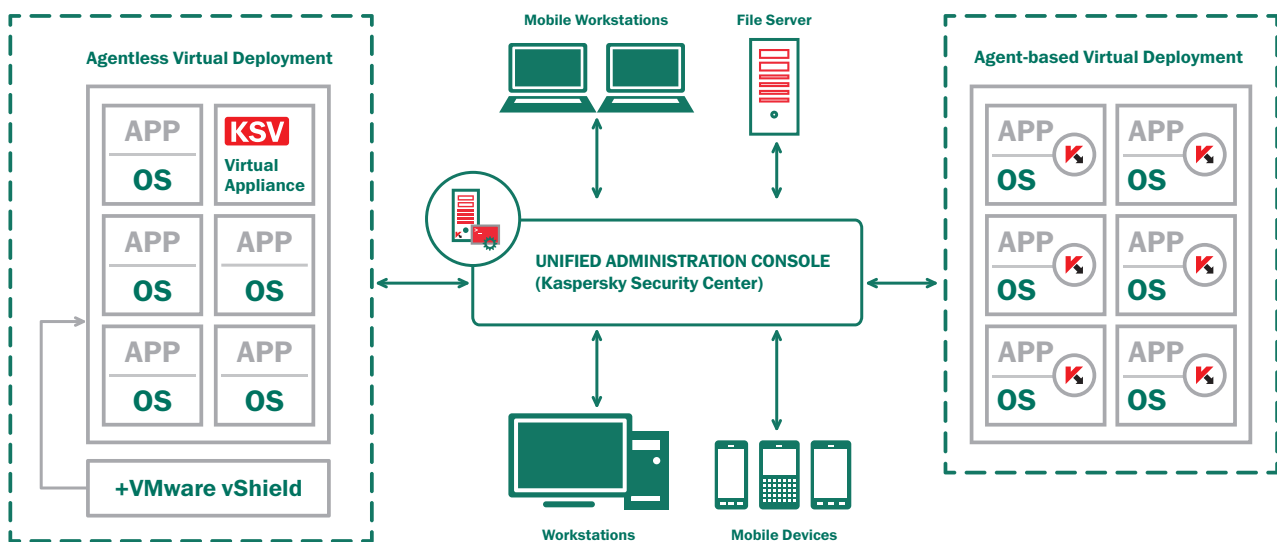 Mobile Workstations
File Server
Agentless Virtual Deployment
APP
OS
KSV
Virtual
Appliance
APP
OS
APP
OS
APP
OS
APP
OS
+VMware vShield
UNIFIED ADMINISTRATION CONSOLE
(Kaspersky Security Center)
Workstations
Mobile Devices
Agent-based Virtual Deployment
APP
K
OS
APP
K
OS
APP
K
OS
APP
K
OS
APP
K
OS
APP
K
OS